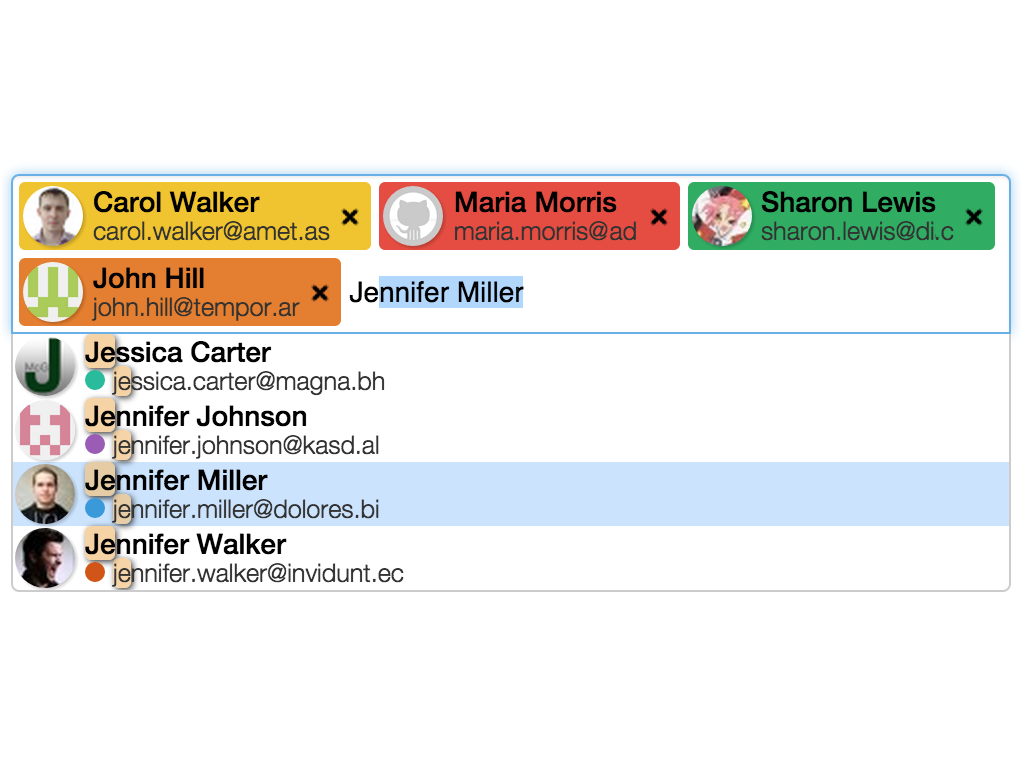 Carol Walker
carol.walker@amet.as
Maria Morris
maria.morris@ad
Sharon Lewis
sharon.lewis@di.c
John Hill
john.hill@tempor.ar
Jennifer Miller
Jessica Carter
jessica.carter@magna.bh
Jennifer Johnson
jennifer.johnson@kasd.al
Jennifer Miller
jennifer.miller@dolores.bi
Jennifer Walker
jennifer.walker@invidunt.ec